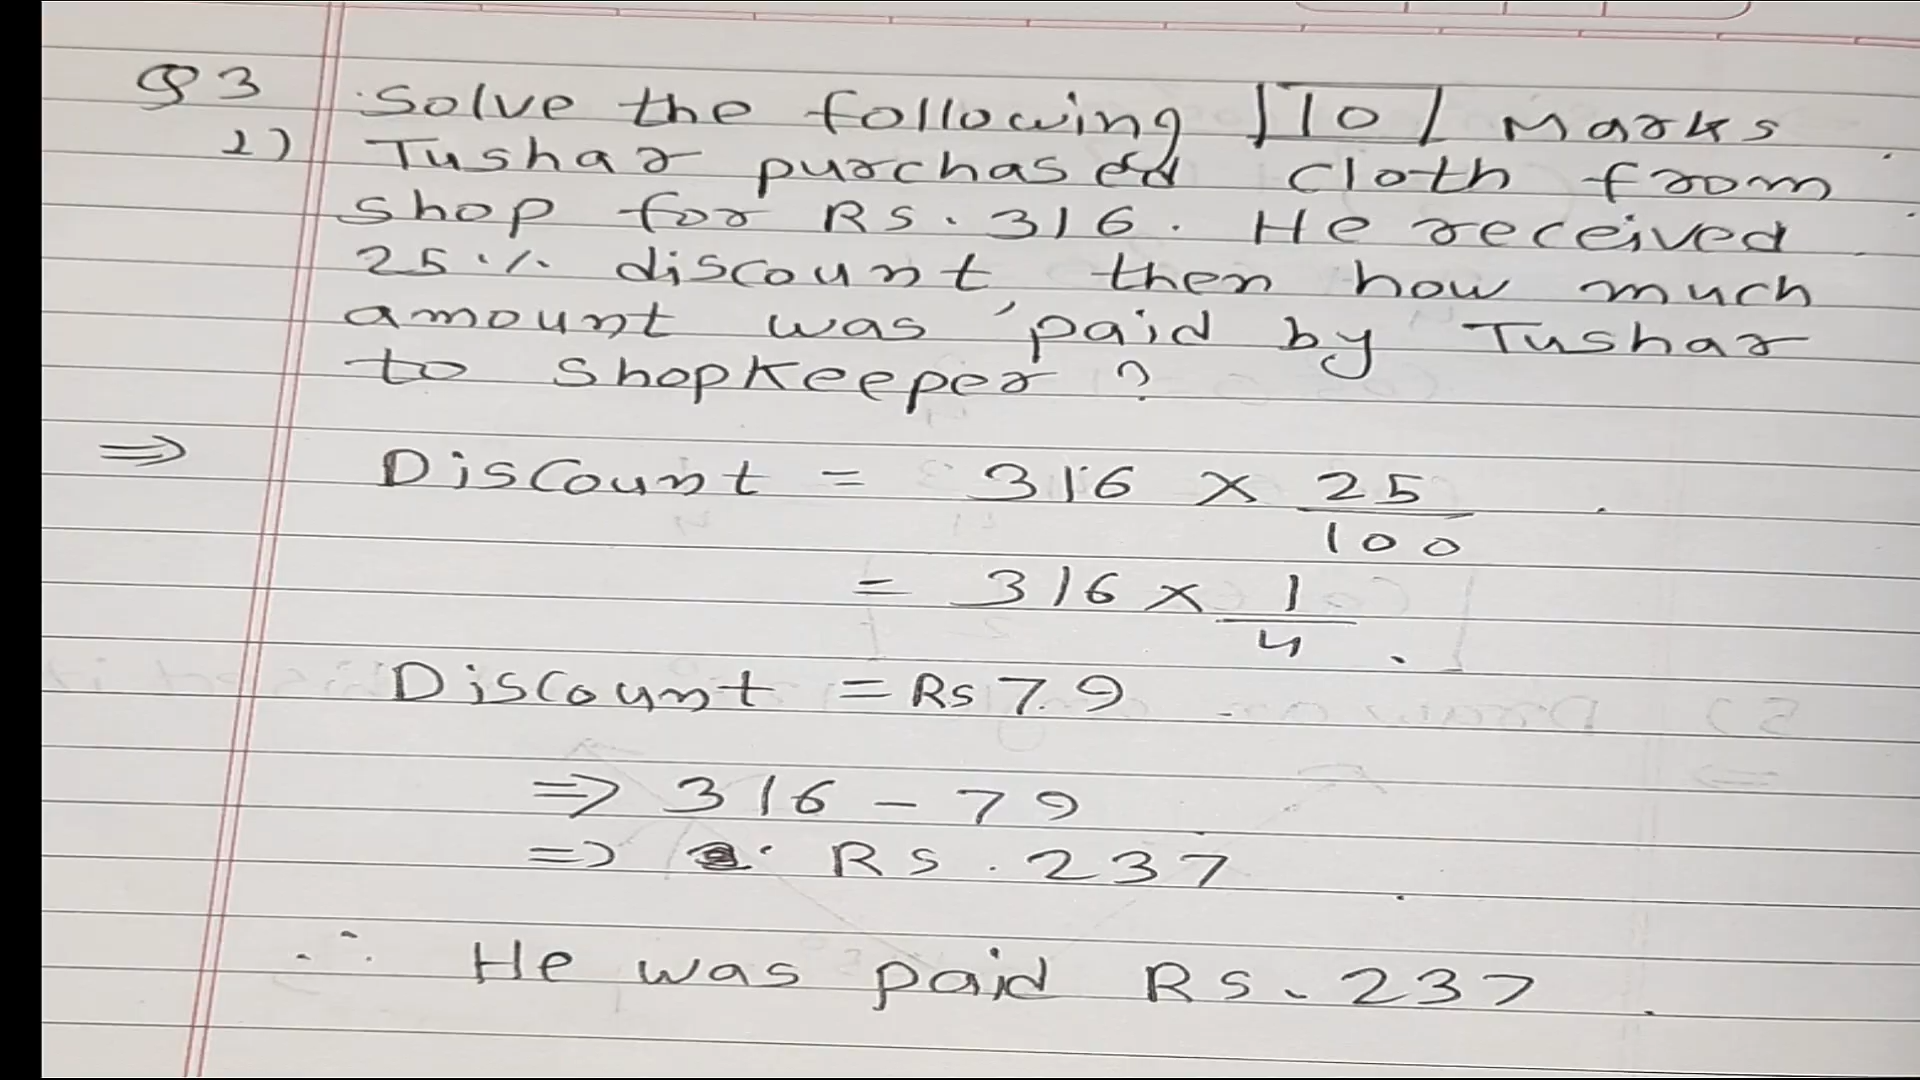 Q3 Solve the following 10 Marks
2) Tushar purchased cloth from
shop for RS. 316. He received
25% discount, then how much
amount was paid by Tushar
to shopkeeper ?
⇒ Discount = 316 × 25/100
= 316 × 1/4
Discount = Rs 79
⇒ 316 - 79
⇒ Rs. 237
∴ He was paid Rs. 237